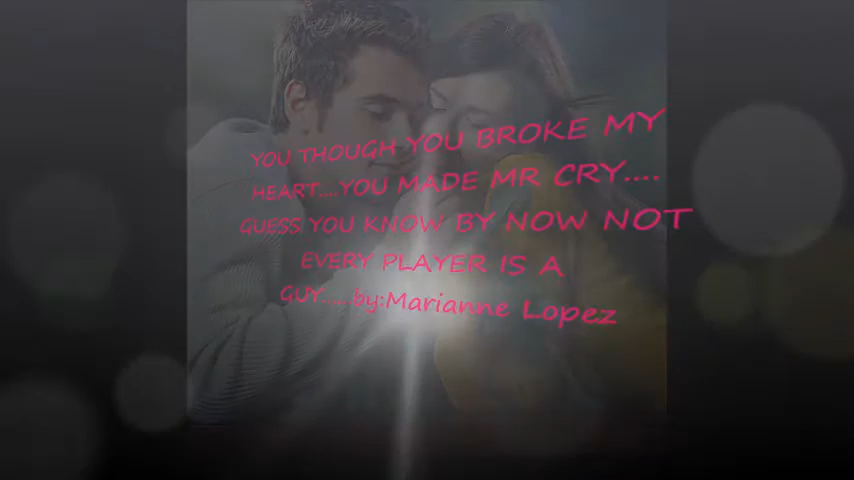 YOU THOUGH YOU BROKE MY
HEART....YOU MADE MR CRY....
GUESS YOU KNOW BY NOW NOT
EVERY PLAYER IS A
GUY......by:Marianne Lopez